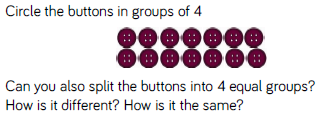 Circle the buttons in groups of 4
Can you also split the buttons into 4 equal groups?
How is it different? How is it the same?